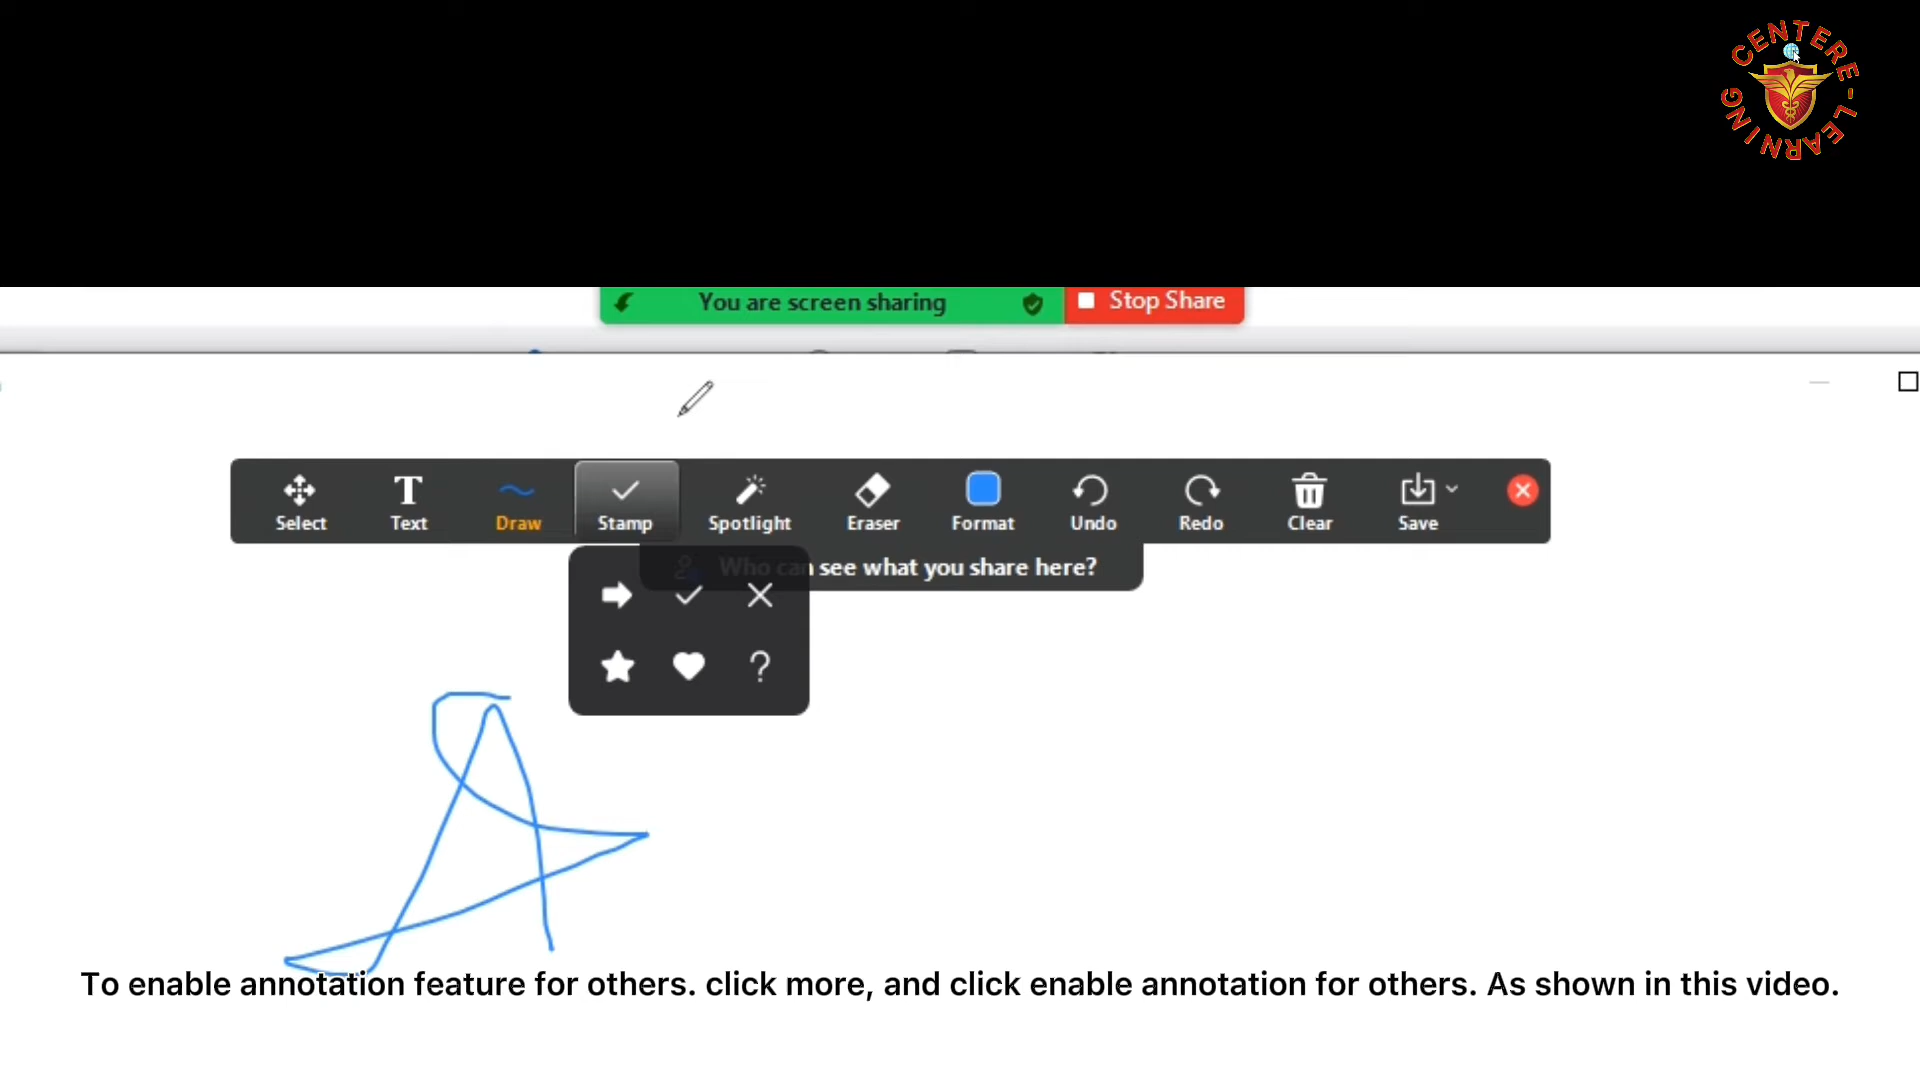 CENTERE-LEARNING
You are screen sharing
Stop Share
Select
Text
Draw
Stamp
Spotlight
Eraser
Format
Undo
Redo
Clear
Save
Who can see what you share here?
To enable annotation feature for others. click more, and click enable annotation for others. As shown in this video.